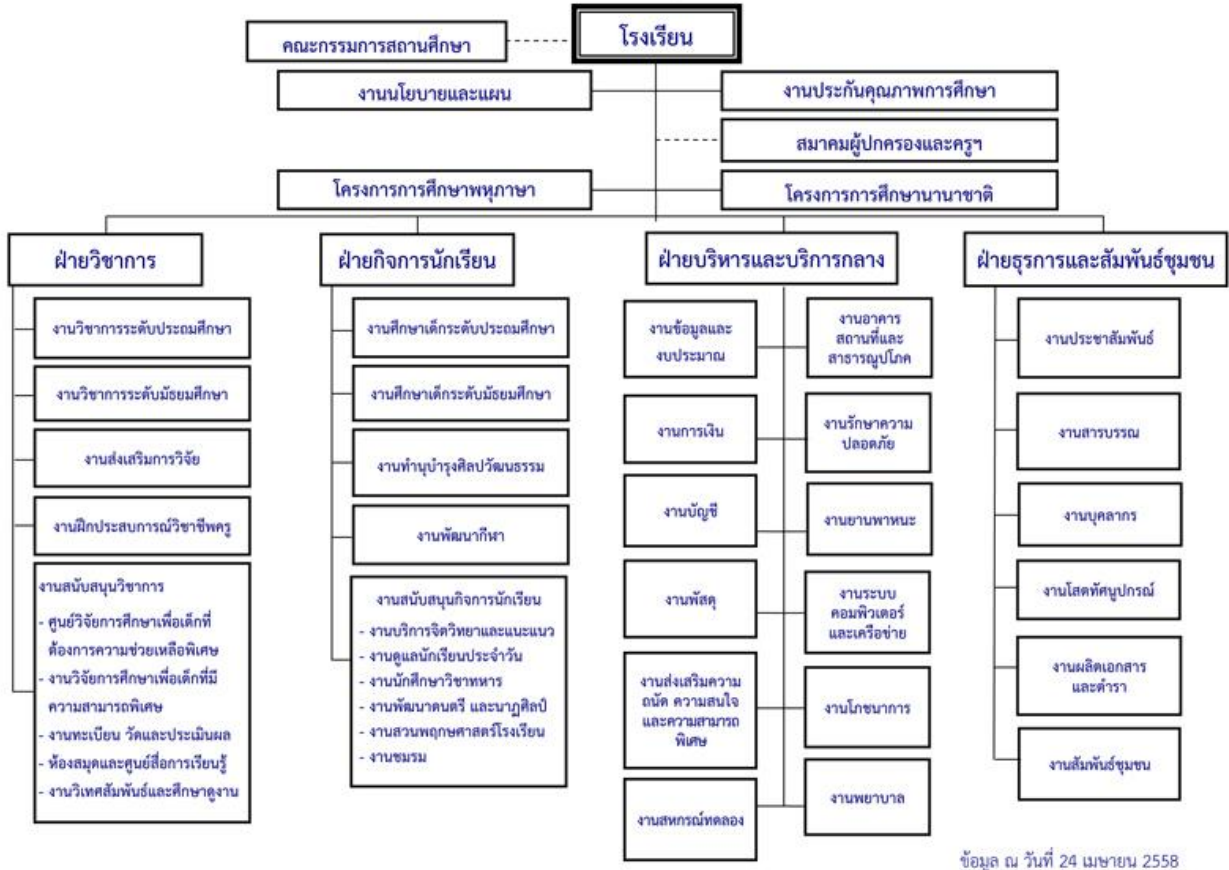 โรงเรียน
คณะกรรมการสถานศึกษา
งานนโยบายและแผน
งานประกันคุณภาพการศึกษา
สมาคมผู้ปกครองและครูฯ
โครงการการศึกษาพหุภาษา
โครงการการศึกษานานาชาติ
ฝ่ายวิชาการ
งานวิชาการระดับประถมศึกษา
งานวิชาการระดับมัธยมศึกษา
งานส่งเสริมการวิจัย
งานฝึกประสบการณ์วิชาชีพครู
งานสนับสนุนวิชาการ
- ศูนย์วิจัยการศึกษาเพื่อเด็กที่
ต้องการความช่วยเหลือพิเศษ
- งานวิจัยการศึกษาเพื่อเด็กที่มี
ความสามารถพิเศษ
- งานทะเบียน วัดและประเมินผล
- ห้องสมุดและศูนย์สื่อการเรียนรู้
- งานวิเทศสัมพันธ์และศึกษาดูงาน
ฝ่ายกิจการนักเรียน
งานศึกษาเด็กระดับประถมศึกษา
งานศึกษาเด็กระดับมัธยมศึกษา
งานทำนุบำรุงศิลปวัฒนธรรม
งานพัฒนากีฬา
งานสนับสนุนกิจการนักเรียน
- งานบริการจิตวิทยาและแนะแนว
- งานดูแลนักเรียนประจำวัน
- งานนักศึกษาวิชาทหาร
- งานพัฒนาดนตรี และนาฏศิลป์
- งานสวนพฤกษศาสตร์โรงเรียน
- งานชมรม
ฝ่ายบริหารและบริการกลาง
งานข้อมูลและ
งบประมาณ
งานการเงิน
งานบัญชี
งานพัสดุ
งานส่งเสริมความ
ถนัด ความสนใจ
และความสามารถ
พิเศษ
งานสหกรณ์ทดลอง
งานอาคาร
สถานที่และ
สาธารณูปโภค
งานรักษาความ
ปลอดภัย
งานยานพาหนะ
งานระบบ
คอมพิวเตอร์
และเครือข่าย
งานโภชนาการ
งานพยาบาล
ฝ่ายธุรการและสัมพันธ์ชุมชน
งานประชาสัมพันธ์
งานสารบรรณ
งานบุคลากร
งานโสตทัศนูปกรณ์
งานผลิตเอกสาร
และตำรา
งานสัมพันธ์ชุมชน
ข้อมูล ณ วันที่ 24 เมษายน 2558